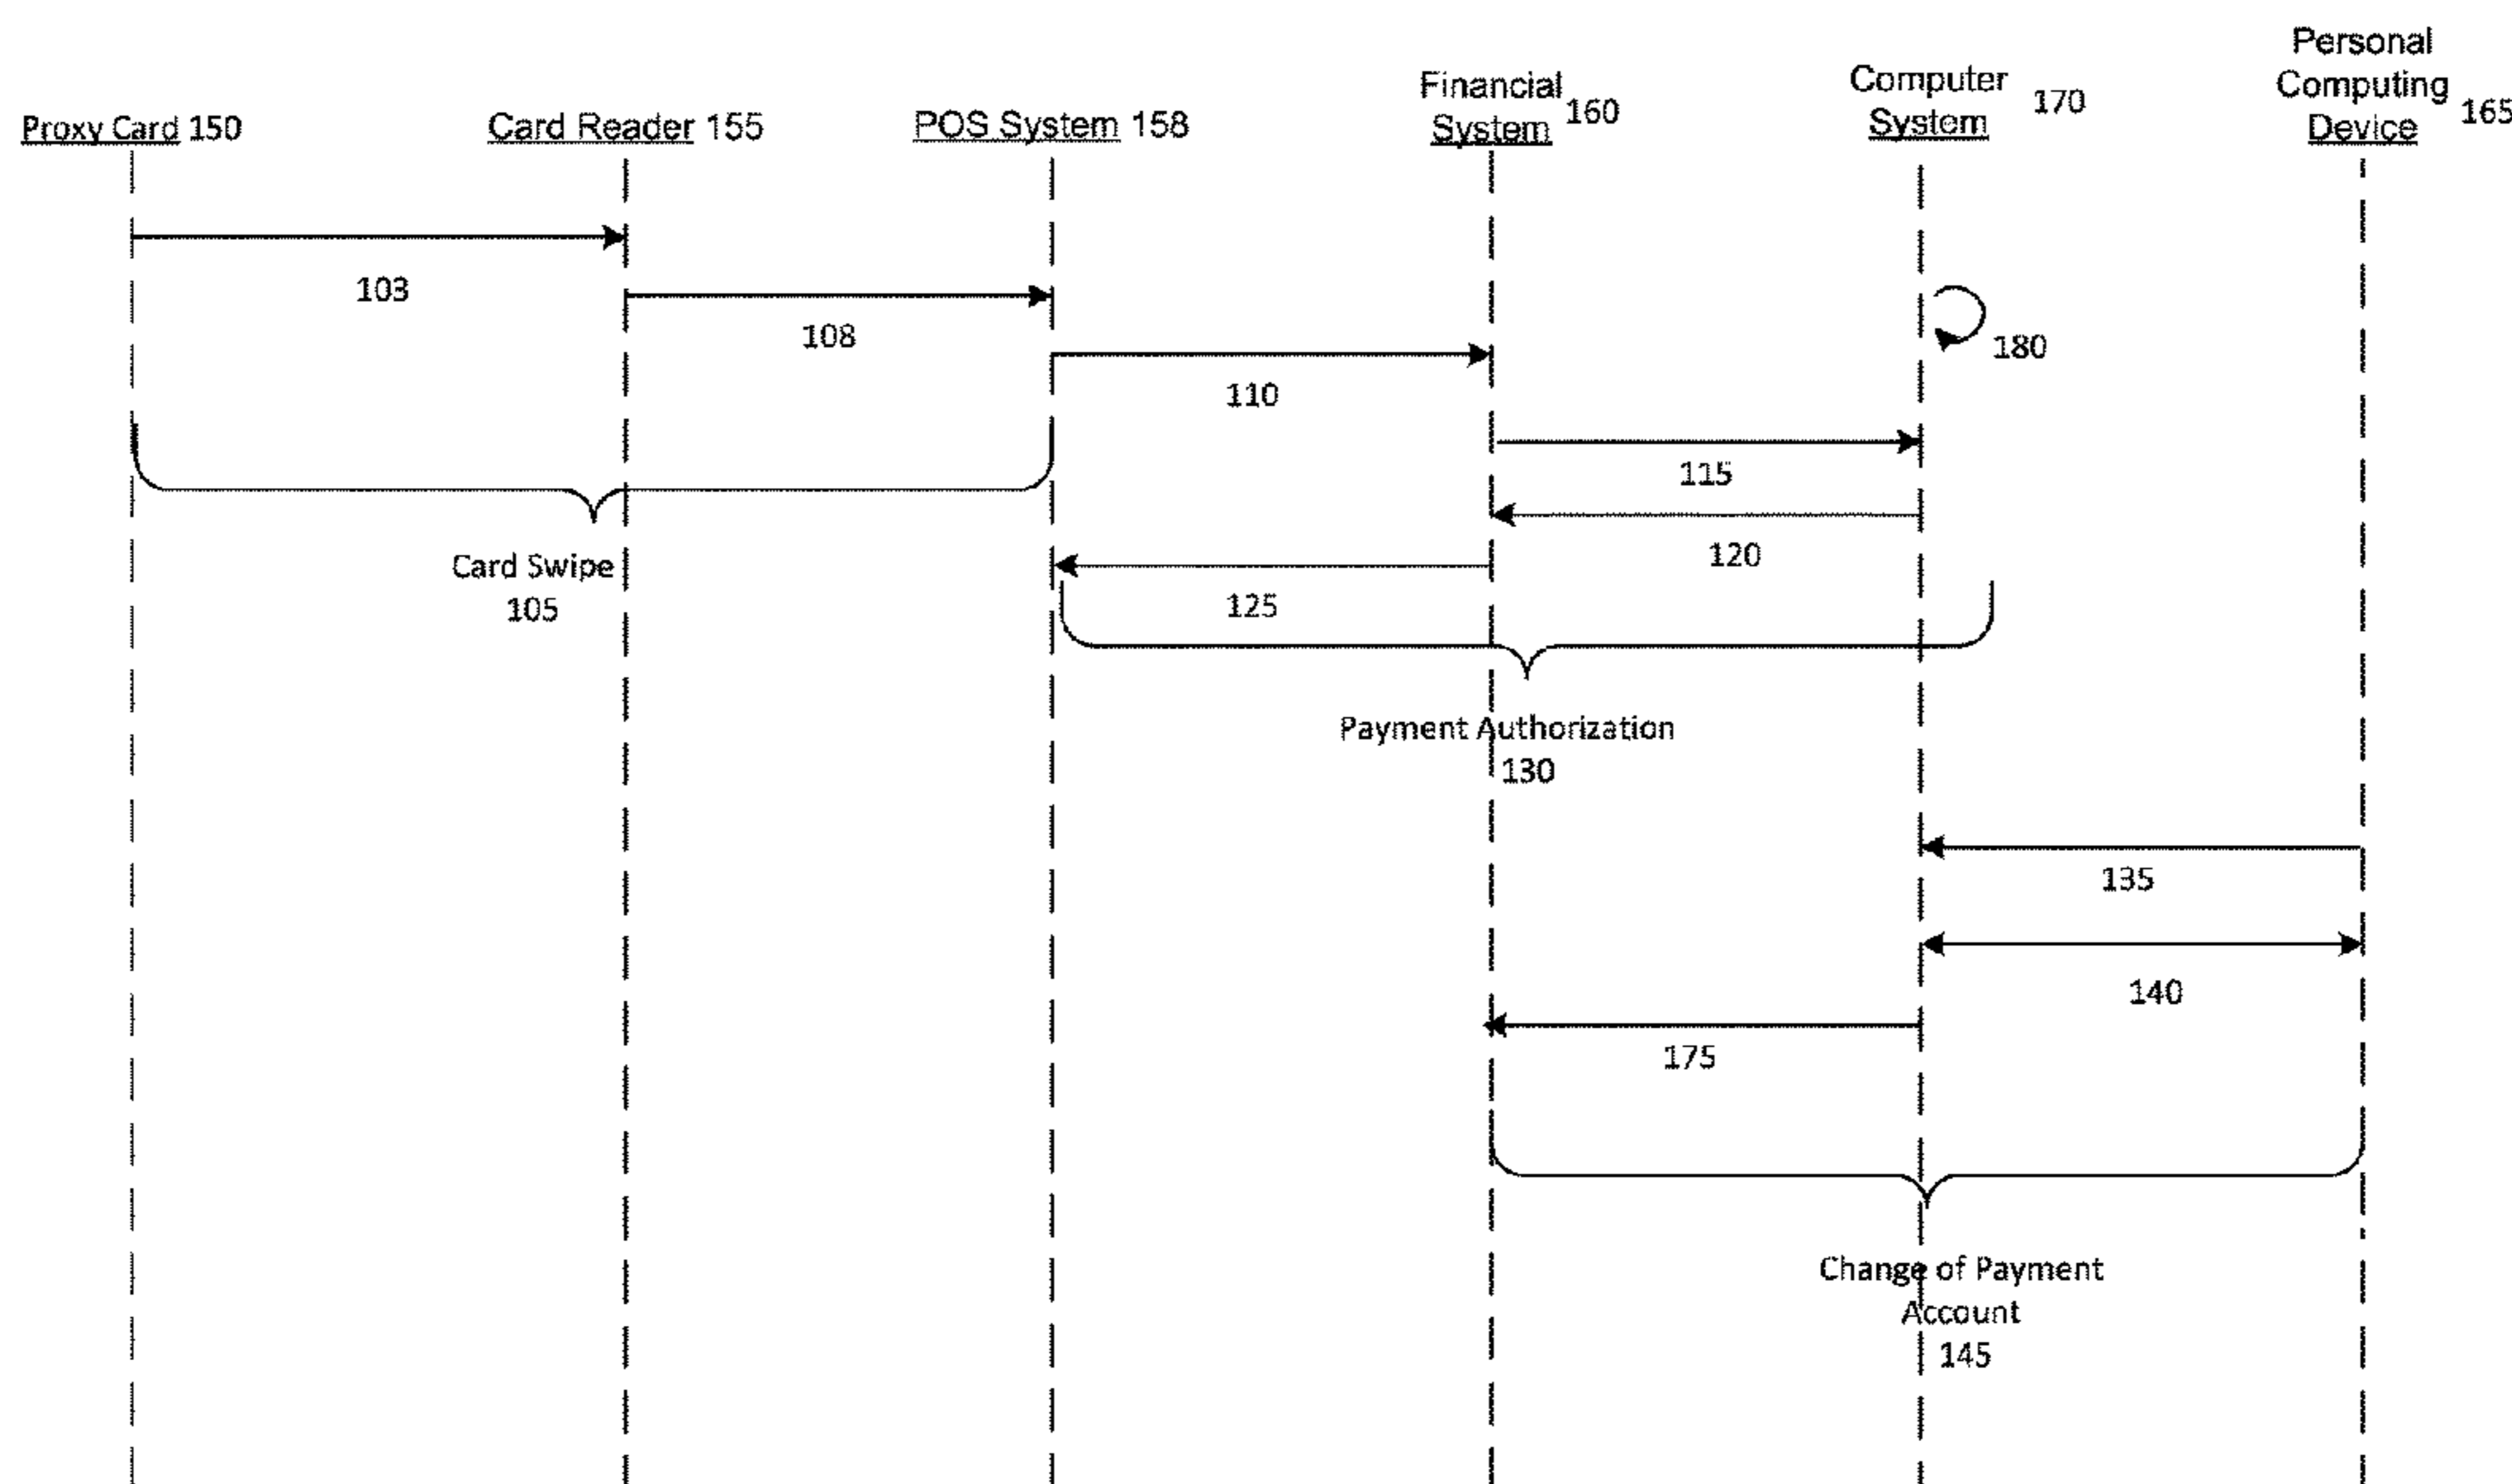 Proxy Card 150
Card Reader 155
POS System 158
Financial
System 160
Computer
System 170
Personal
Computing
Device 165
103
108
180
110
115
120
Card Swipe
105
125
Payment Authorization
130
135
140
175
Change of Payment
Account
145